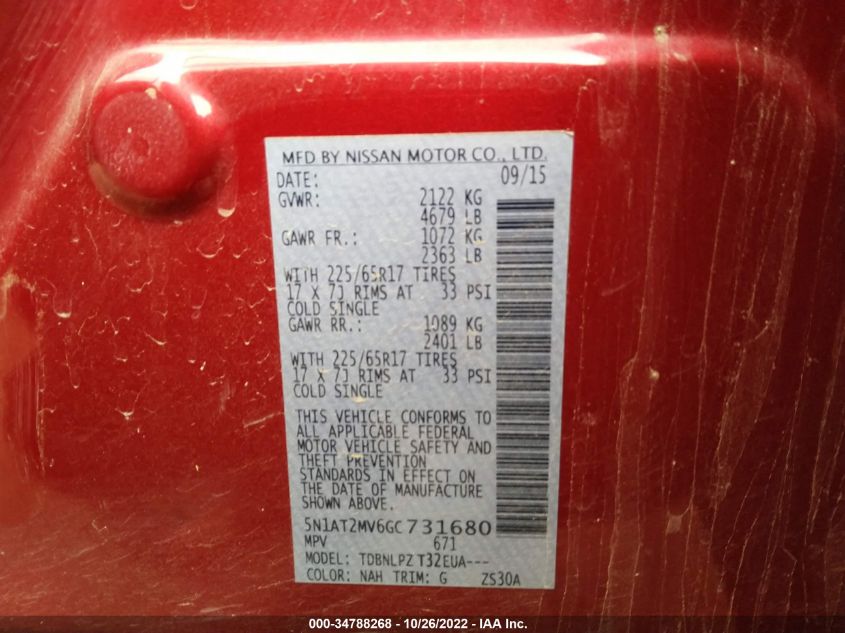 MFD BY NISSAN MOTOR CO., LTD.
DATE: 09/15
GVWR: 2122 KG
4679 LB
GAWR FR.: 1072 KG
2363 LB
WITH 225/65R17 TIRES
17 X 7J RIMS AT 33 PSI
COLD SINGLE
GAWR RR.: 1089 KG
2401 LB
WITH 225/65R17 TIRES
17 X 7J RIMS AT 33 PSI
COLD SINGLE
THIS VEHICLE CONFORMS TO
ALL APPLICABLE FEDERAL
MOTOR VEHICLE SAFETY AND
THEFT PREVENTION
STANDARDS IN EFFECT ON
THE DATE OF MANUFACTURE
SHOWN ABOVE.
5N1AT2MV6GC731680
MPV 671
MODEL: TDBNLPZ T32EUA---
COLOR: NAH TRIM: G ZS30A
000-34788268 - 10/26/2022 - IAA Inc.